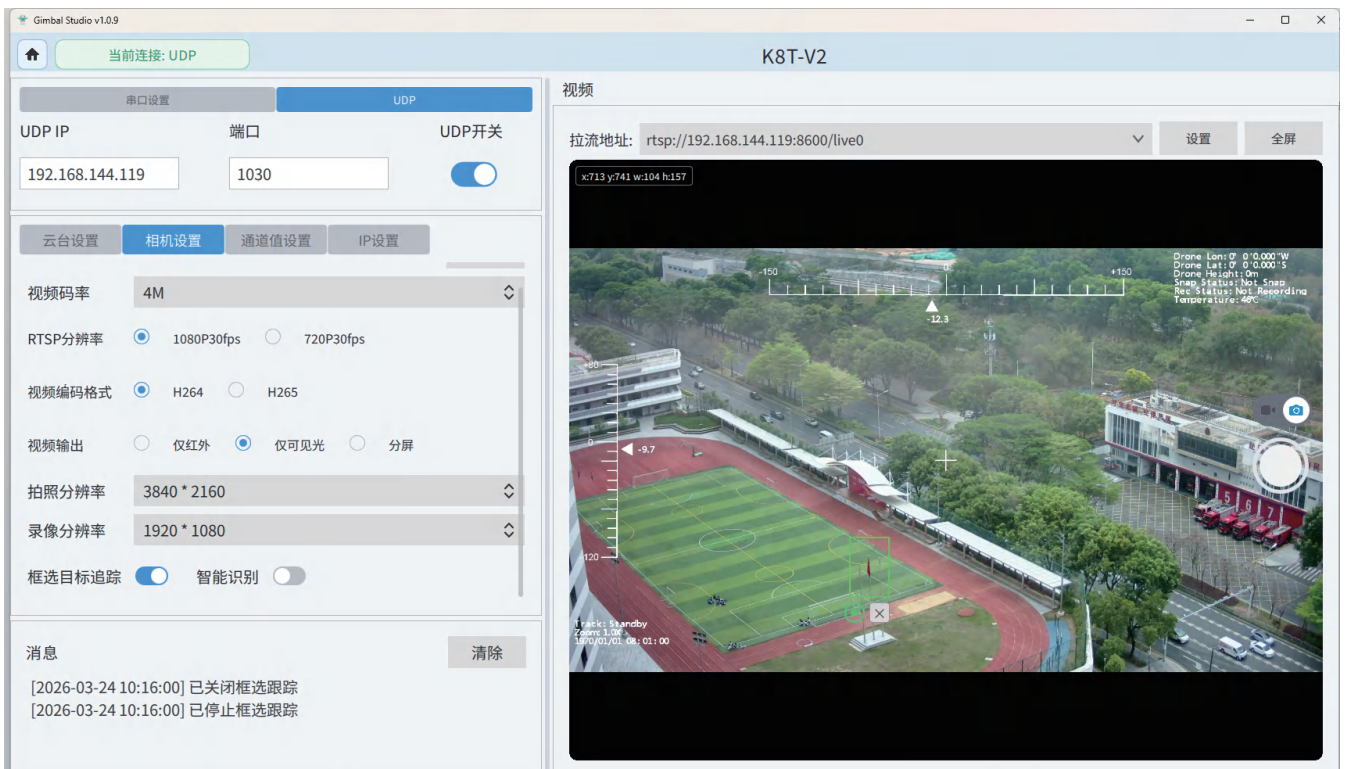 Gimbal Studio v1.0.9
当前连接: UDP
K8T-V2
串口设置
UDP
UDP IP
端口
UDP开关
192.168.144.119
1030
云台设置
相机设置
通道值设置
IP设置
视频码率
4M
RTSP分辨率
1080P30fps
720P30fps
视频编码格式
H264
H265
视频输出
仅红外
仅可见光
分屏
拍照分辨率
3840 * 2160
录像分辨率
1920 * 1080
框选目标追踪
智能识别
消息
清除
[2026-03-24 10:16:00] 已关闭框选跟踪
[2026-03-24 10:16:00] 已停止框选跟踪
视频
拉流地址:
rtsp://192.168.144.119:8600/live0
设置
全屏
x:713 y:741 w:104 h:157
Drone Lon: 0° 0'0.000"W
Drone Lat: 0° 0'0.000"S
Drone Height: 0m
Snap Status: Not Snap
Rec Status: Not Recording
Temperature: 46℃
-150
0
+150
-12.3
+80
0
-9.7
-120
5
6
7
Track: Standby
Zoom: 1.0X
1970/01/01 08:01:00